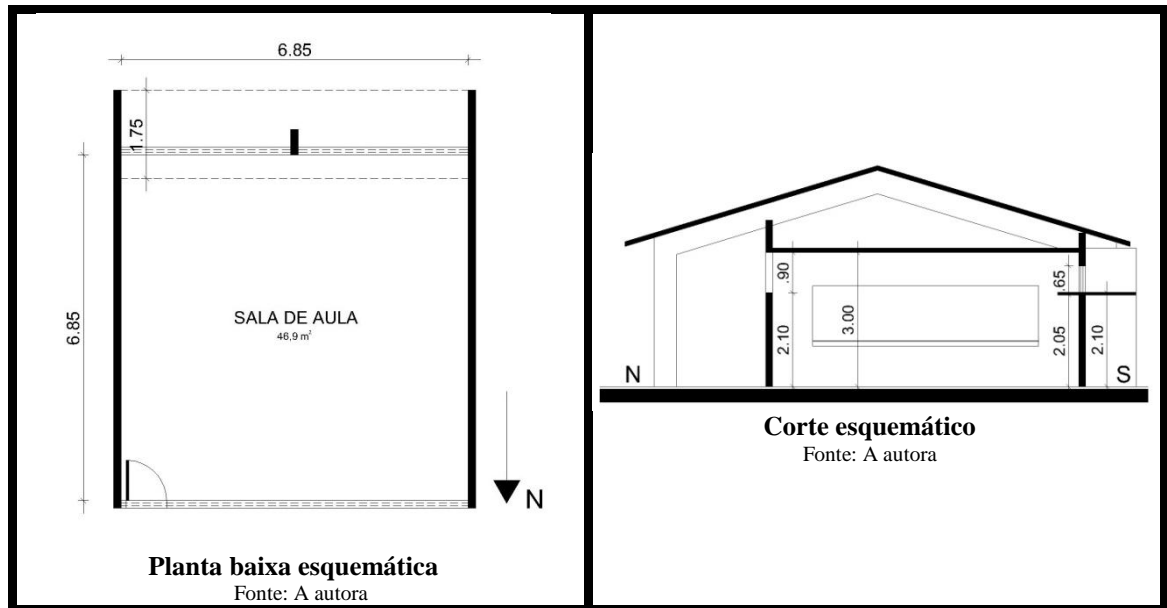 6.85
1.75
6.85
SALA DE AULA
46,9 m²
N
Planta baixa esquemática
Fonte: A autora
.90
2.10
3.00
.65
2.05
2.10
N
S
Corte esquemático
Fonte: A autora